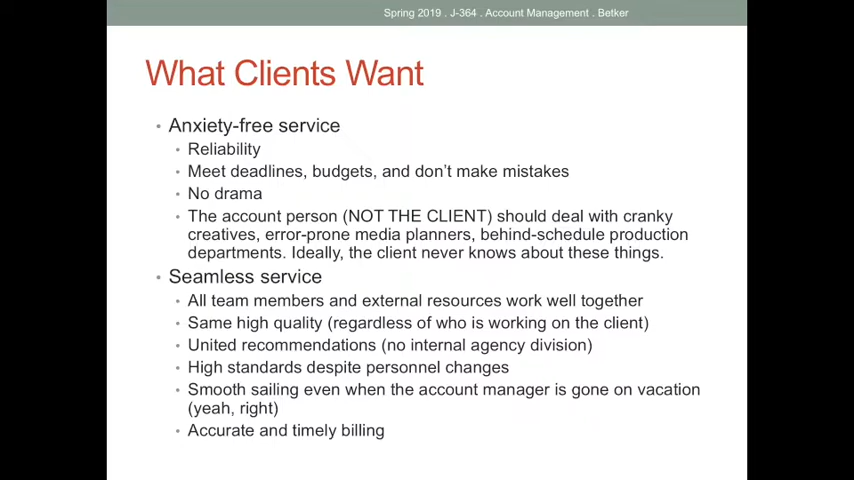 Spring 2019 . J-364 . Account Management . Betker
What Clients Want
• Anxiety-free service
• Reliability
• Meet deadlines, budgets, and don't make mistakes
• No drama
• The account person (NOT THE CLIENT) should deal with cranky
creatives, error-prone media planners, behind-schedule production
departments. Ideally, the client never knows about these things.
• Seamless service
• All team members and external resources work well together
• Same high quality (regardless of who is working on the client)
• United recommendations (no internal agency division)
• High standards despite personnel changes
• Smooth sailing even when the account manager is gone on vacation
(yeah, right)
• Accurate and timely billing